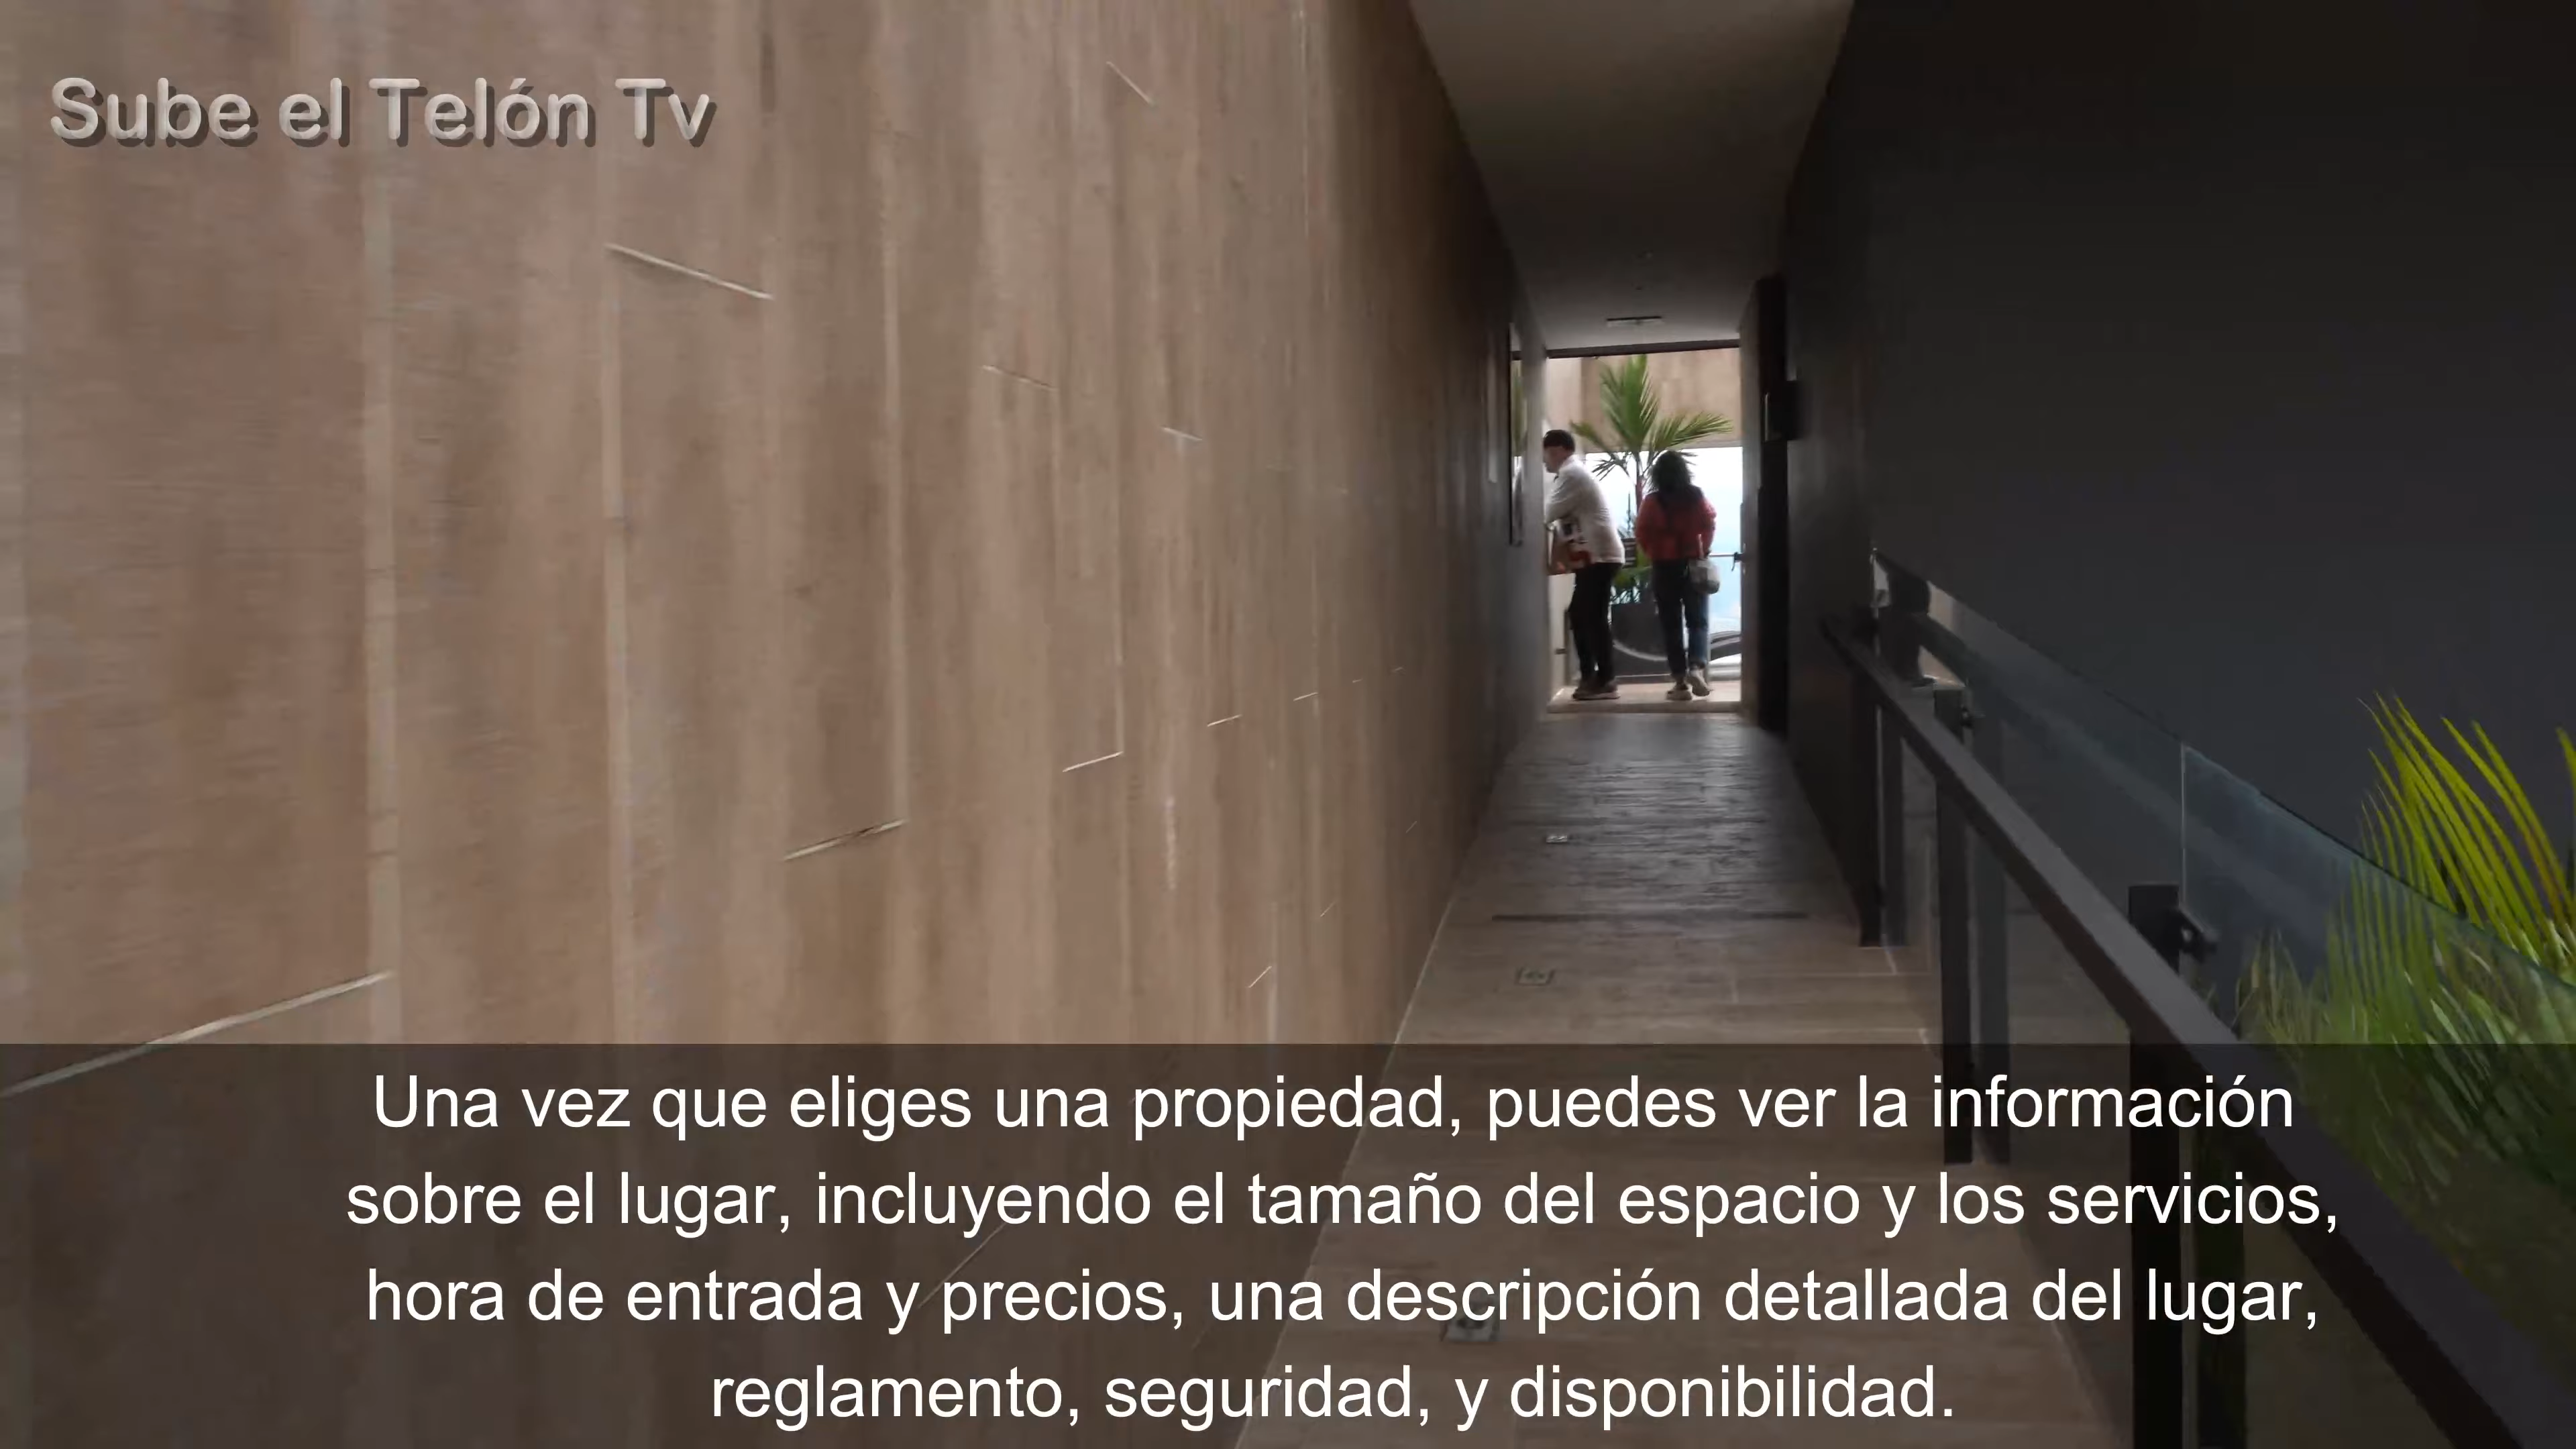 Sube el Telón Tv
Una vez que eliges una propiedad, puedes ver la información
sobre el lugar, incluyendo el tamaño del espacio y los servicios,
hora de entrada y precios, una descripción detallada del lugar,
reglamento, seguridad, y disponibilidad.